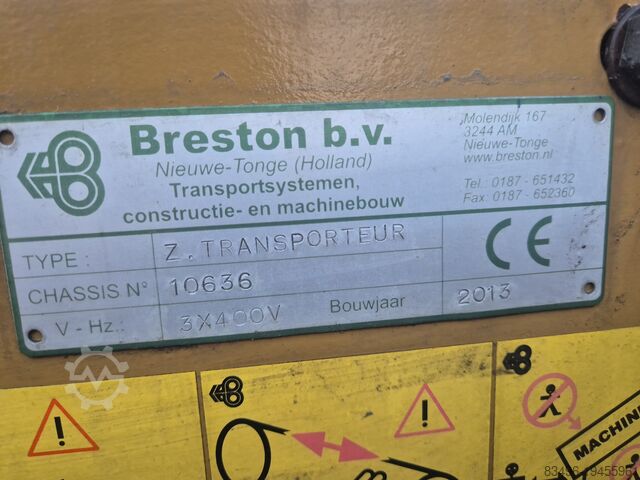 Breston b.v.
Nieuwe-Tonge (Holland)
Transportsystemen,
constructie- en machinebouw
Molendijk 167
3244 AM
Nieuwe-Tonge
www.breston.nl
Tel.: 0187 - 651432
Fax: 0187 - 652360
TYPE : Z.TRANSPORTEUR
CHASSIS N° 10636
V - Hz.: 3X400V Bouwjaar 2013
CE
MACHINE